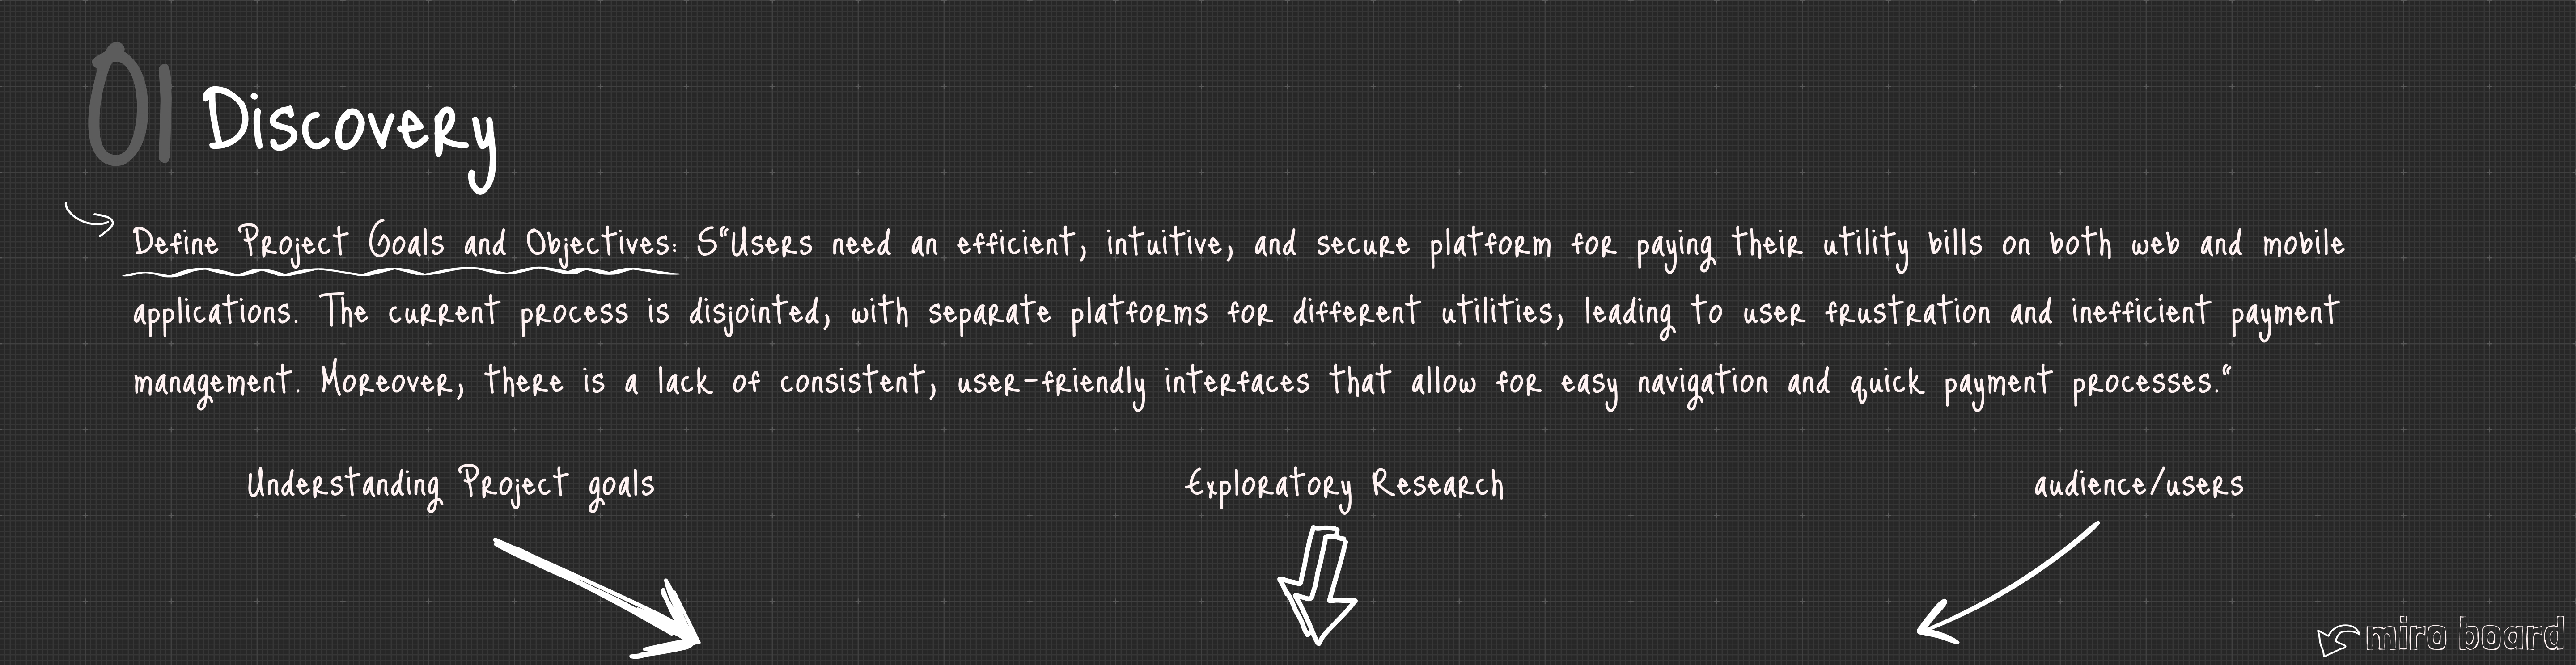 01 Discovery
Define Project Goals and Objectives: S“Users need an efficient, intuitive, and secure platform for paying their utility bills on both web and mobile
applications. The current process is disjointed, with separate platforms for different utilities, leading to user frustration and inefficient payment
management. Moreover, there is a lack of consistent, user-friendly interfaces that allow for easy navigation and quick payment processes.“
Understanding Project goals
Exploratory Research
audience/users
miro board